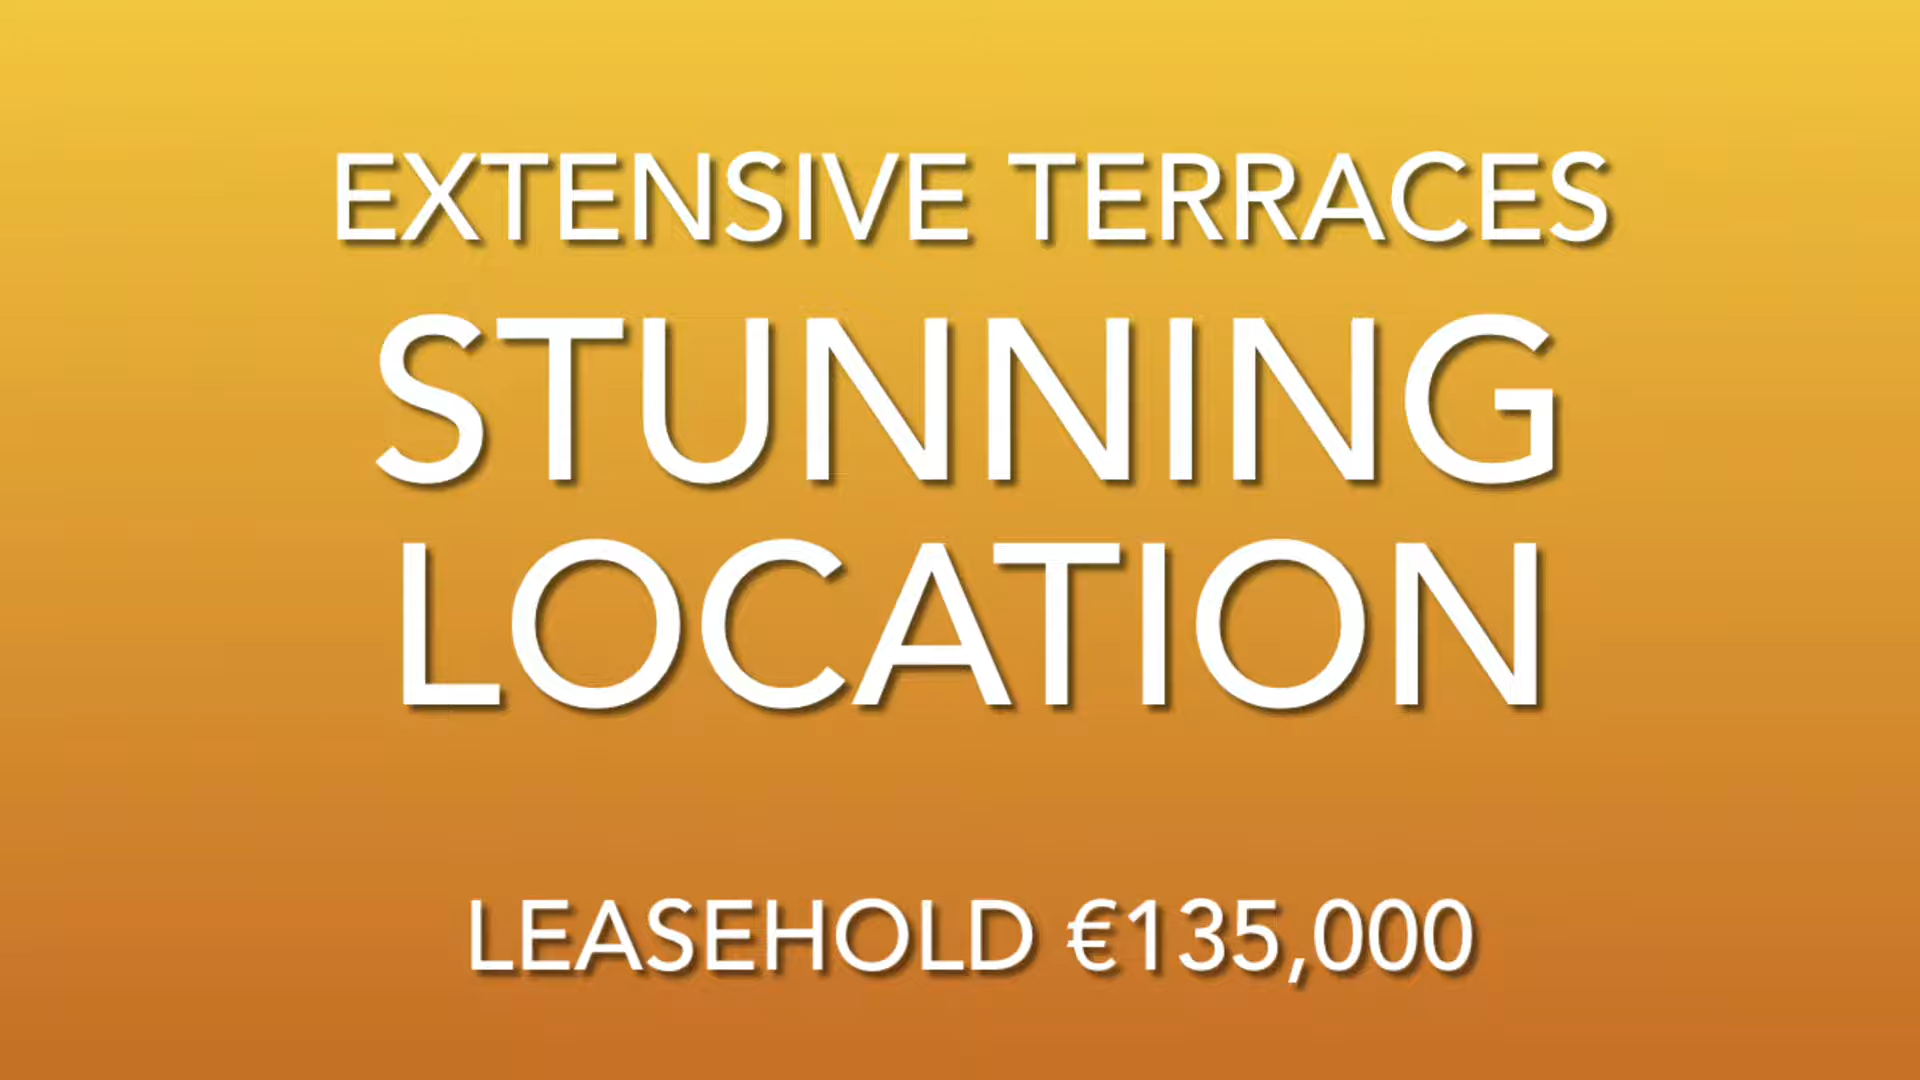 EXTENSIVE TERRACES
STUNNING
LOCATION
LEASEHOLD €135,000